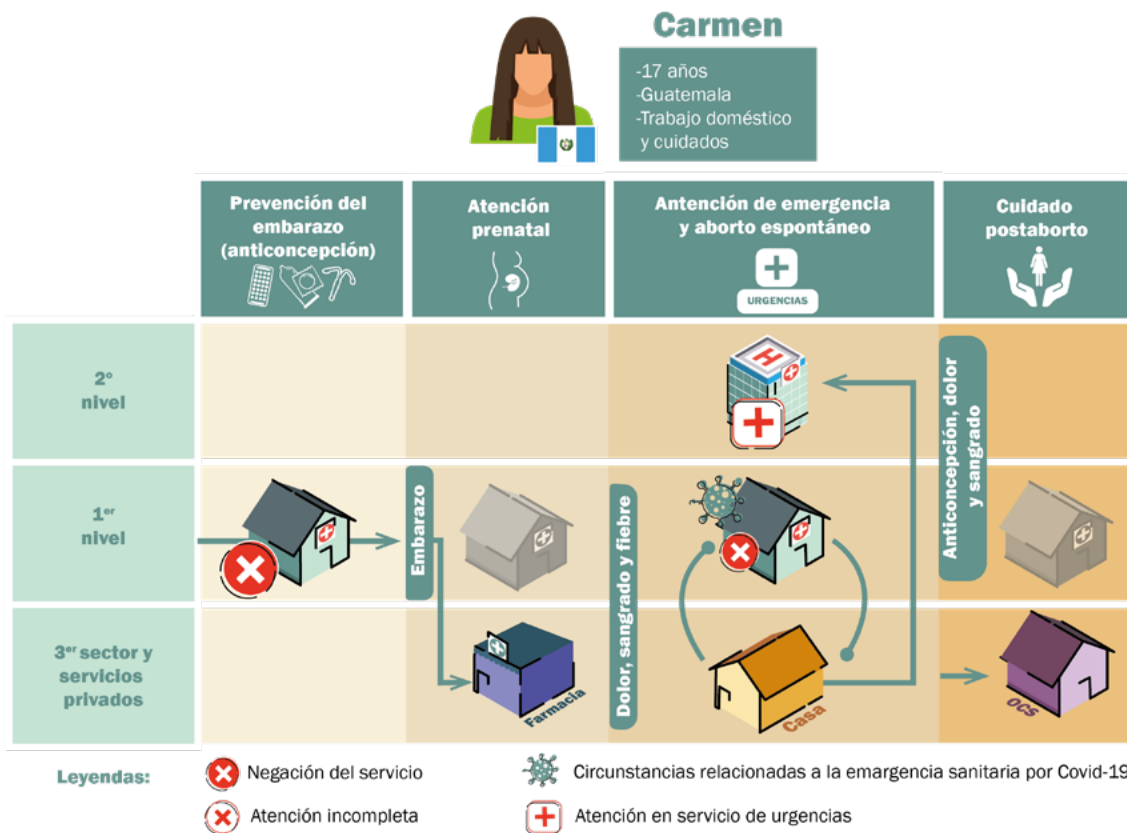 Carmen
-17 años
-Guatemala
-Trabajo doméstico
y cuidados
Prevención del
embarazo
(anticoncepción)
Atención
prenatal
Antención de emergencia
y aborto espontáneo
URGENCIAS
Cuidado
postaborto
2º
nivel
H
Anticoncepción, dolor
y sangrado
1er
nivel
Embarazo
Dolor, sangrado y fiebre
3er sector y
servicios
privados
Farmacia
Casa
OCS
Leyendas:
Negación del servicio
Circunstancias relacionadas a la emargencia sanitaria por Covid-19
Atención incompleta
Atención en servicio de urgencias